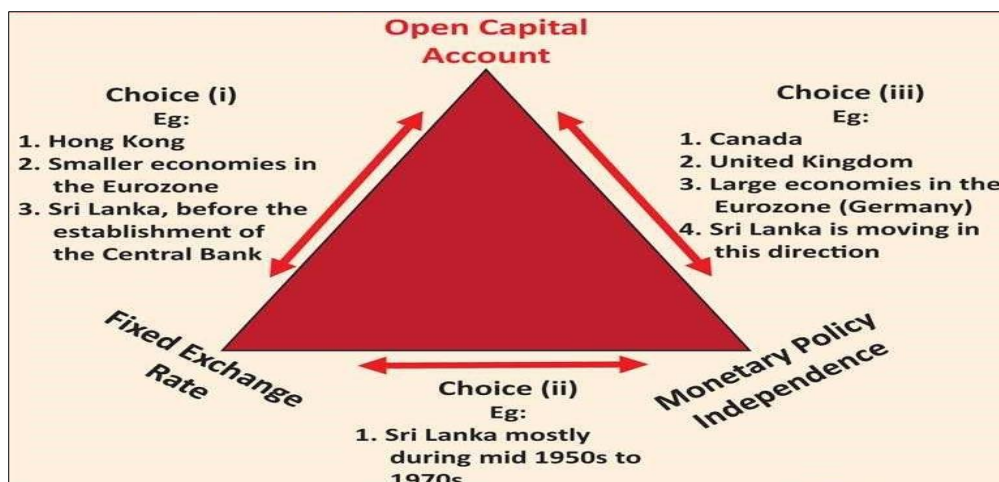 Open Capital
Account
Choice (i)
Eg:
1. Hong Kong
2. Smaller economies in
the Eurozone
3. Sri Lanka, before the
establishment of
the Central Bank
Choice (iii)
Eg:
1. Canada
2. United Kingdom
3. Large economies in the
Eurozone (Germany)
4. Sri Lanka is moving in
this direction
Fixed Exchange
Rate
Monetary Policy
Independence
Choice (ii)
Eg:
1. Sri Lanka mostly
during mid 1950s to
1970s